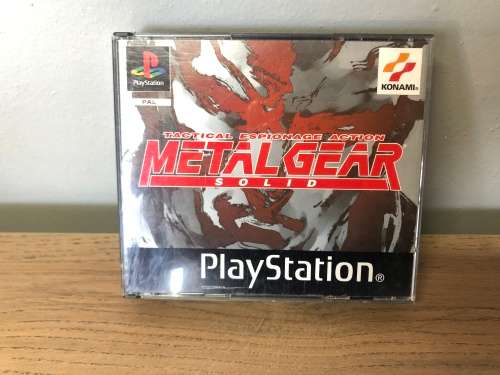 PlayStation
PAL
KONAMI®
TACTICAL ESPIONAGE ACTION
METAL GEAR
SOLID
PlayStation®